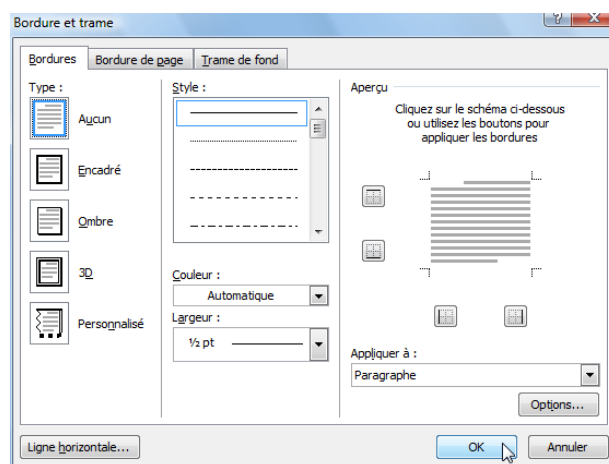 Bordure et trame
Bordures
Bordure de page
Trame de fond
Type :
Aucun
Encadré
Ombre
3D
Personnalisé
Style :
Couleur :
Automatique
Largeur :
½ pt
Aperçu
Cliquez sur le schéma ci-dessous
ou utilisez les boutons pour
appliquer les bordures
Appliquer à :
Paragraphe
Options...
Ligne horizontale...
OK
Annuler